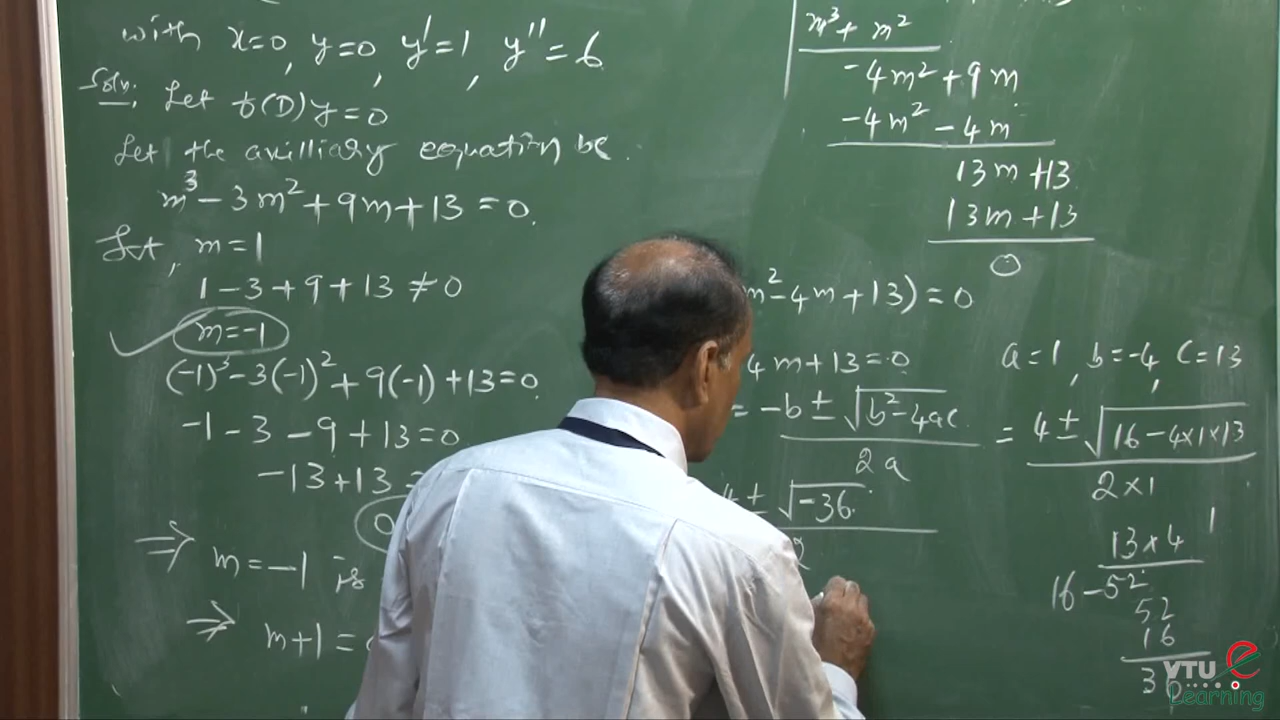 with x=0, y=0, y'=1, y''=6
Soln. Let f(D)y=0
Let the auxilliary equation be.
m³-3m²+9m+13=0.
Let, m=1
1-3+9+13≠0
m=-1
(-1)³-3(-1)²+9(-1)+13=0
-1-3-9+13=0
-13+13=
⇒ m=-1 is
⇒ m+1=
m³+m²
-4m²+9m
-4m²-4m
13m+13
13m+13
0
m²-4m+13)=0
4m+13=0
a=1, b=-4, c=13
= -b±√b²-4ac
2a
= 4±√16-4×1×13
2×1
4±√-36
2
13×4
16-52
52
16
36
VTU e
Learning